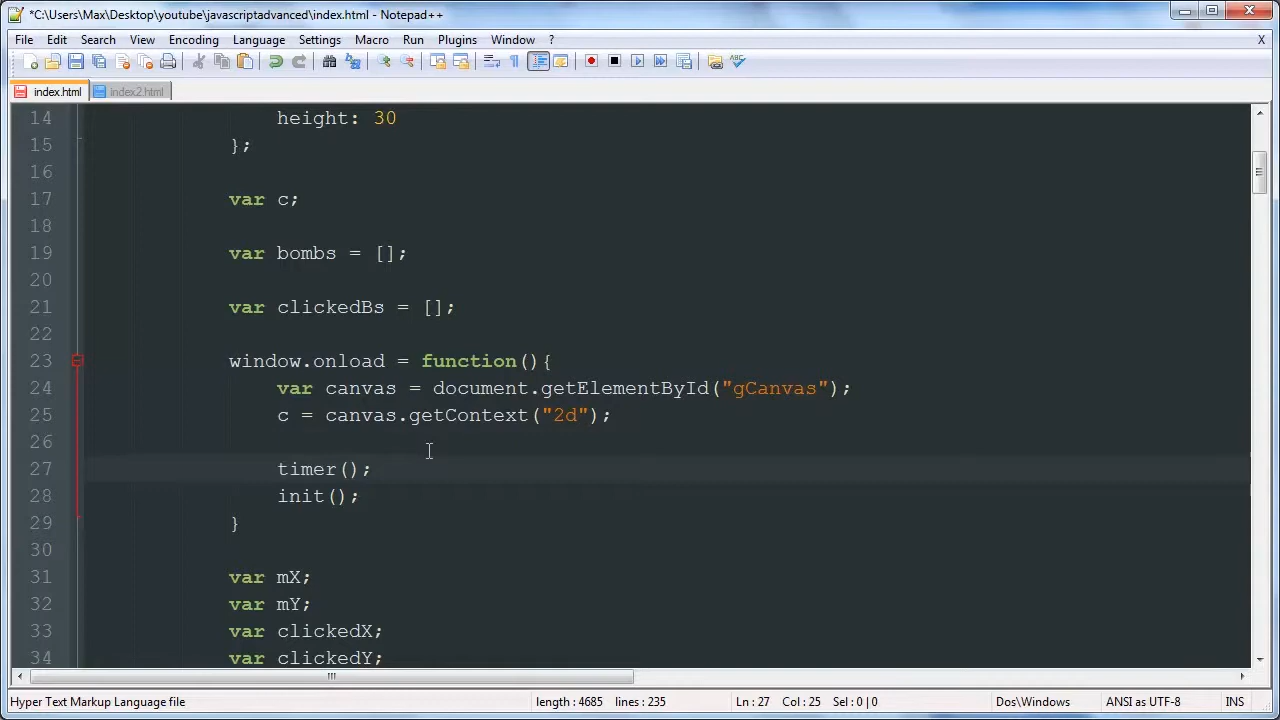 *C:\Users\Max\Desktop\youtube\javascriptadvanced\index.html - Notepad++
File Edit Search View Encoding Language Settings Macro Run Plugins Window ? X
index.html index2.html
14 height: 30
15 };
16
17 var c;
18
19 var bombs = [];
20
21 var clickedBs = [];
22
23 window.onload = function(){
24 var canvas = document.getElementById("gCanvas");
25 c = canvas.getContext("2d");
26
27 timer();
28 init();
29 }
30
31 var mX;
32 var mY;
33 var clickedX;
34 var clickedY;
Hyper Text Markup Language file length : 4685 lines : 235 Ln : 27 Col : 25 Sel : 0 | 0 Dos\Windows ANSI as UTF-8 INS